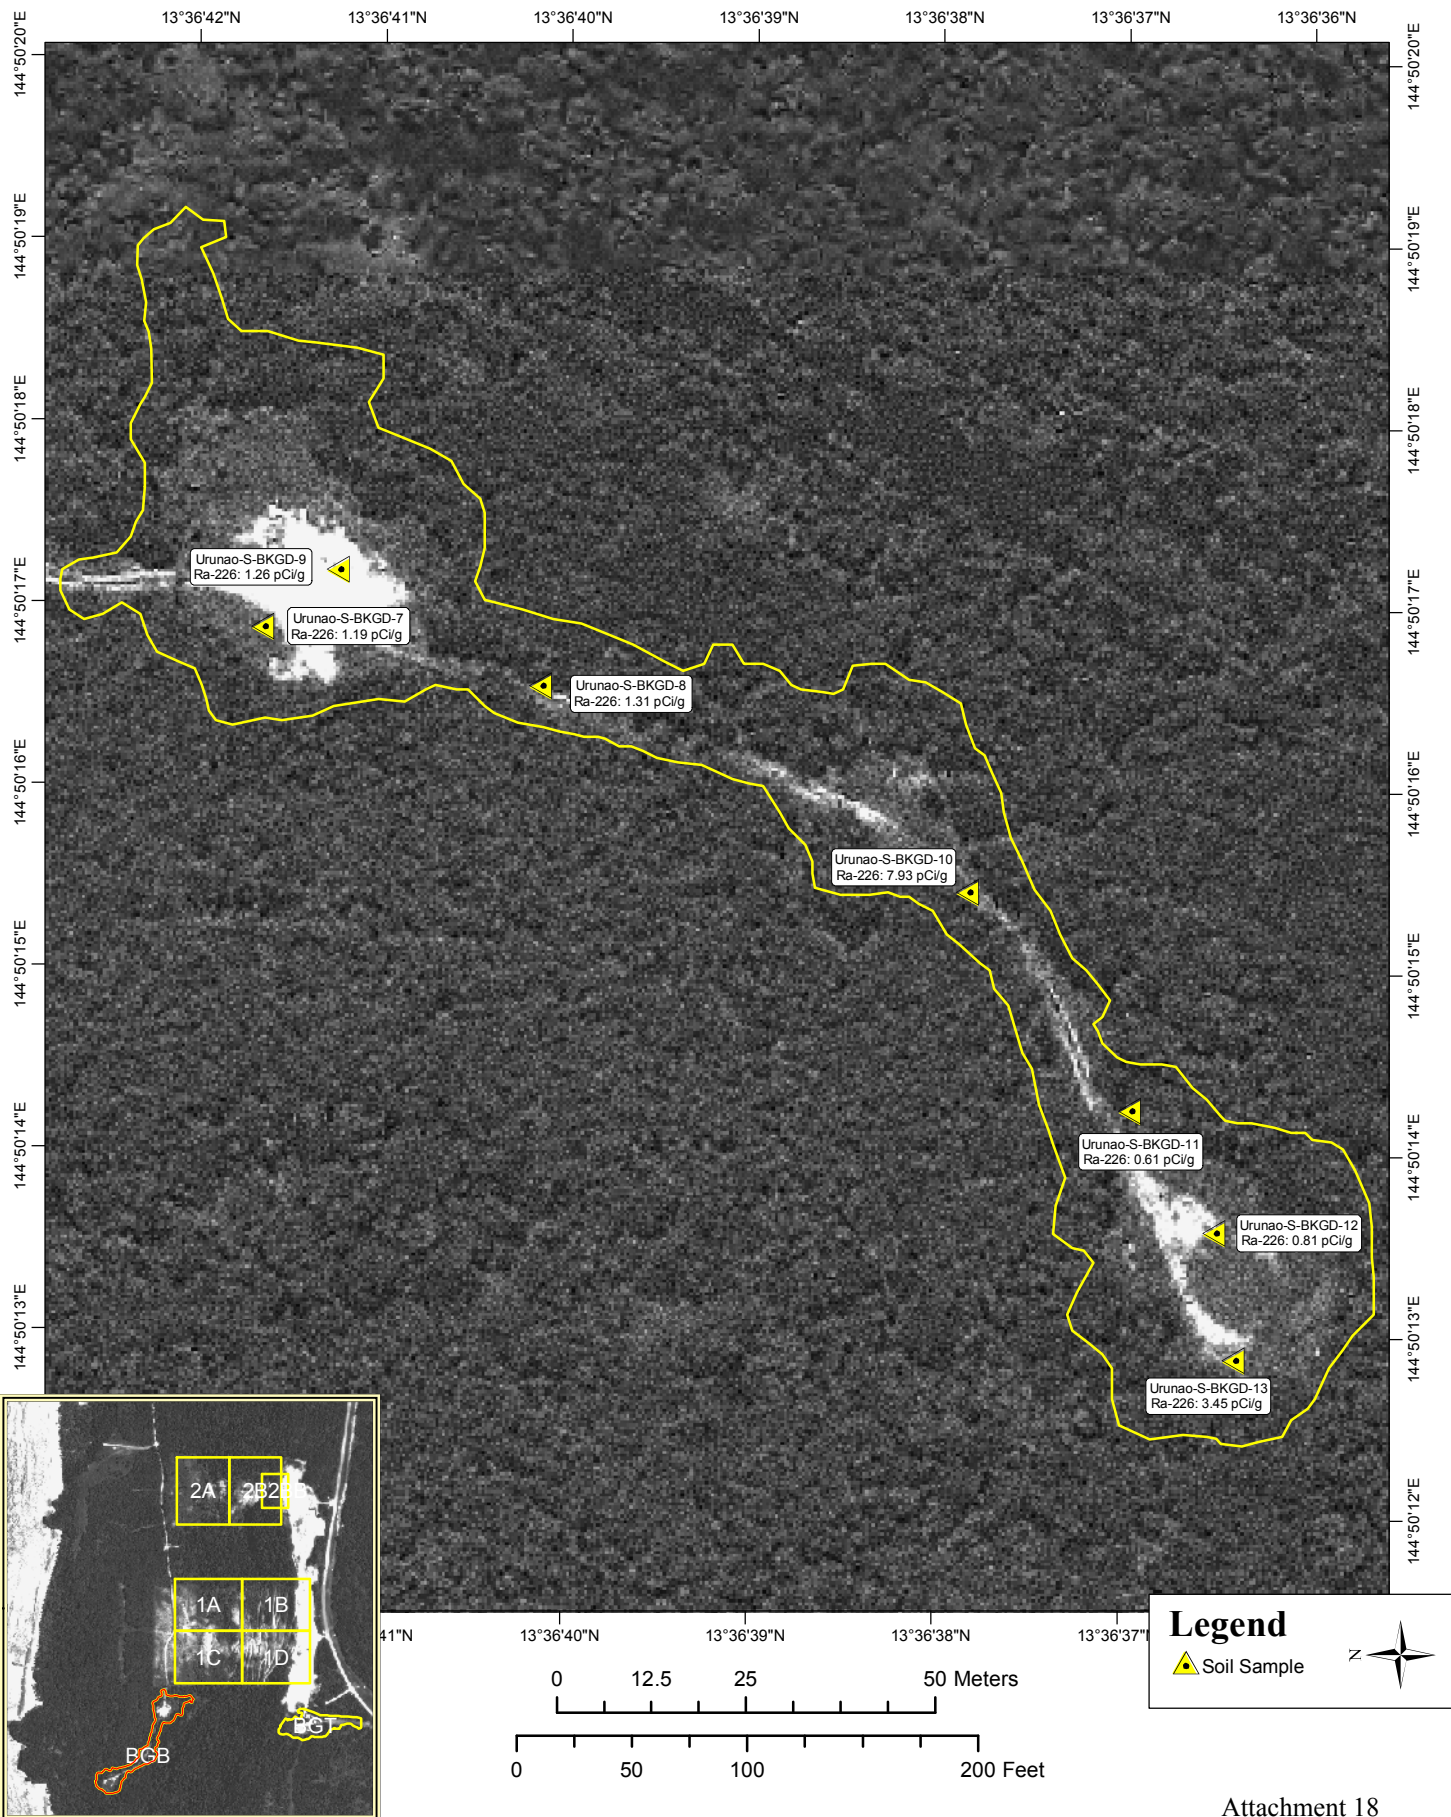 13°36'42"N 13°36'41"N 13°36'40"N 13°36'39"N 13°36'38"N 13°36'37"N 13°36'36"N
144°50'20"E 144°50'20"E
144°50'19"E 144°50'19"E
144°50'18"E 144°50'18"E
144°50'17"E 144°50'17"E
Urunao-S-BKGD-9
Ra-226: 1.26 pCi/g
Urunao-S-BKGD-7
Ra-226: 1.19 pCi/g
Urunao-S-BKGD-8
Ra-226: 1.31 pCi/g
144°50'16"E 144°50'16"E
Urunao-S-BKGD-10
Ra-226: 7.93 pCi/g
144°50'15"E 144°50'15"E
144°50'14"E 144°50'14"E
Urunao-S-BKGD-11
Ra-226: 0.61 pCi/g
Urunao-S-BKGD-12
Ra-226: 0.81 pCi/g
144°50'13"E 144°50'13"E
Urunao-S-BKGD-13
Ra-226: 3.45 pCi/g
144°50'12"E
2A 2B
1A 1B
1C 1D
BGT
BGB
41"N 13°36'40"N 13°36'39"N 13°36'38"N 13°36'37"
0 12.5 25 50 Meters
0 50 100 200 Feet
Legend
Soil Sample
N
Attachment 18